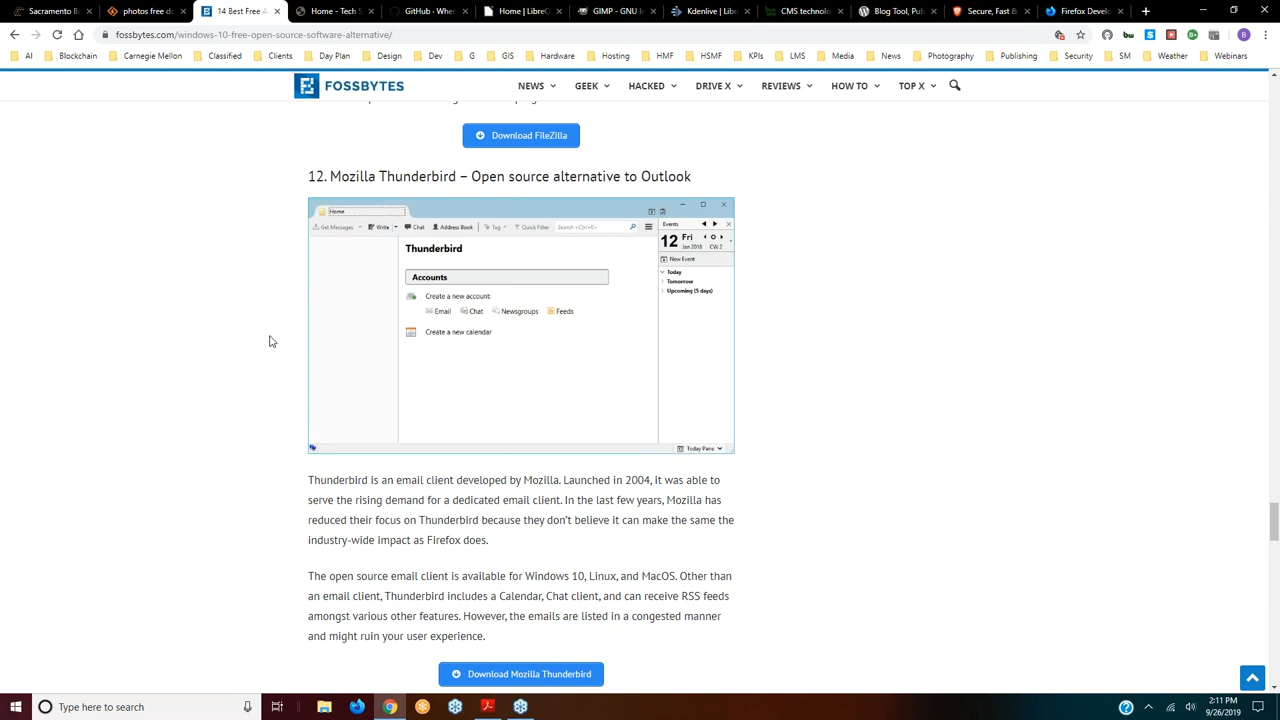 Sacramento Bu
photos free do
14 Best Free A
Home - Tech S
GitHub - Wher
Home | LibreC
GIMP - GNU I
Kdenlive | Libr
CMS technolo
Blog Tool, Pub
Secure, Fast &
Firefox Develo
fossbytes.com/windows-10-free-open-source-software-alternative/
AI
Blockchain
Carnegie Mellon
Classified
Clients
Day Plan
Design
Dev
G
GIS
Hardware
Hosting
HMF
HSMF
KPIs
LMS
Media
News
Photography
Publishing
Security
SM
Weather
Webinars
FOSSBYTES
NEWS
GEEK
HACKED
DRIVE X
REVIEWS
HOW TO
TOP X
Download FileZilla
12. Mozilla Thunderbird – Open source alternative to Outlook
Home
Get Messages
Write
Chat
Address Book
Tag
Quick Filter
Search <Ctrl+K>
Events
12 Fri
Jan 2018 CW 2
New Event
Today
Tomorrow
Upcoming (5 days)
Thunderbird
Accounts
Create a new account:
Email
Chat
Newsgroups
Feeds
Create a new calendar
Today Pane
Thunderbird is an email client developed by Mozilla. Launched in 2004, it was able to
serve the rising demand for a dedicated email client. In the last few years, Mozilla has
reduced their focus on Thunderbird because they don't believe it can make the same the
industry-wide impact as Firefox does.
The open source email client is available for Windows 10, Linux, and MacOS. Other than
an email client, Thunderbird includes a Calendar, Chat client, and can receive RSS feeds
amongst various other features. However, the emails are listed in a congested manner
and might ruin your user experience.
Download Mozilla Thunderbird
Type here to search
2:11 PM
9/26/2019